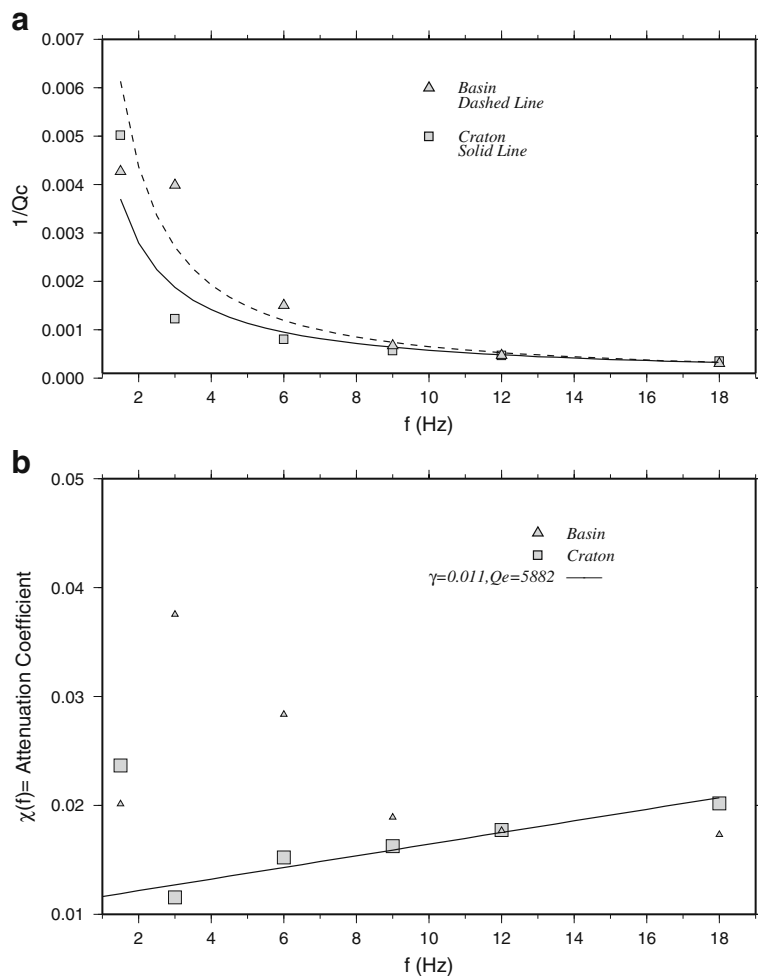 a
0.007
0.006
0.005
0.004
0.003
0.002
0.001
0.000
1/Qc
Basin
Dashed Line
Craton
Solid Line
2 4 6 8 10 12 14 16 18
f (Hz)
b
0.05
0.04
0.03
0.02
0.01
χ(f)= Attenuation Coefficient
Basin
Craton
γ=0.011,Qe=5882
2 4 6 8 10 12 14 16 18
f (Hz)